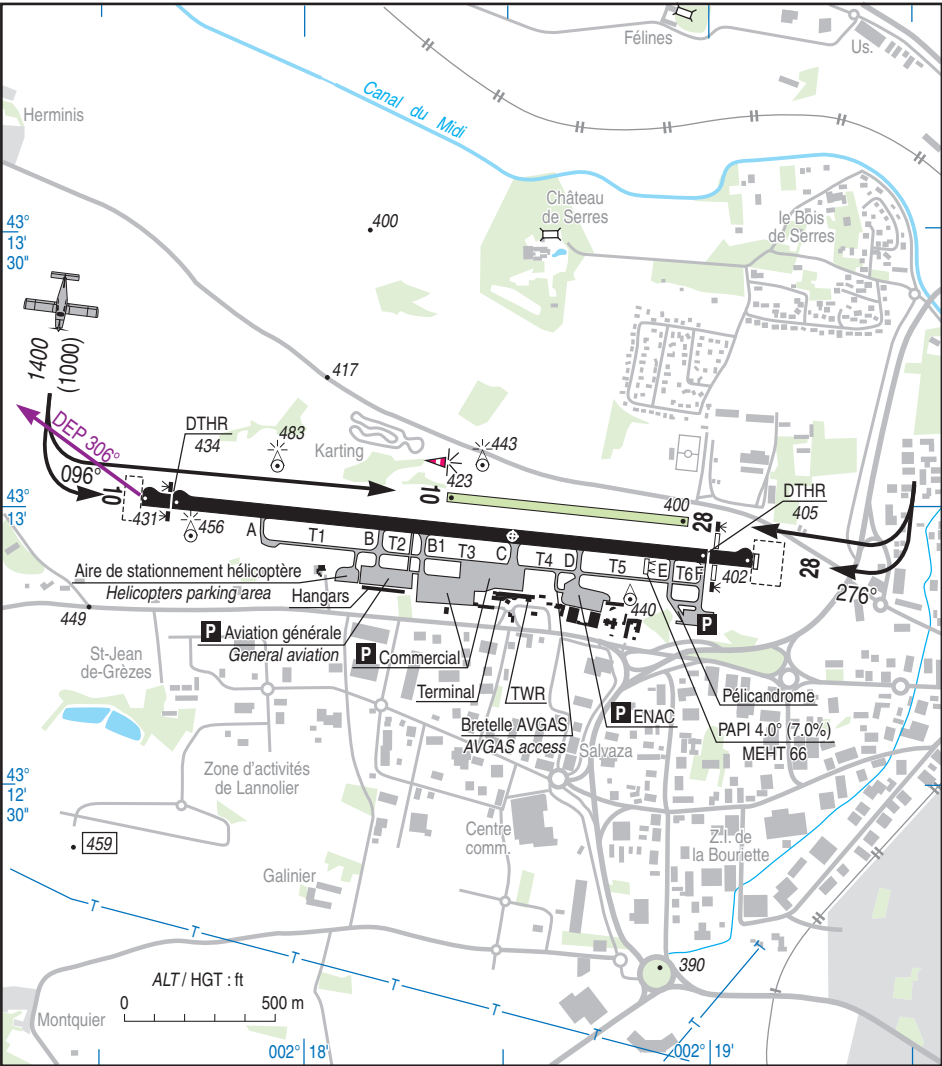 Félines
Us.
Herminis
Canal du Midi
Château
de Serres
le Bois
de Serres
43°
13'
30"
400
1400
(1000)
417
DEP 306°
DTHR
434
483
Karting
443
423
096°
10
10
400
28
DTHR
405
43°
13'
431
456
A
T1
B
T2
B1
T3
C
T4
D
T5
E
T6
F
402
28
276°
Aire de stationnement hélicoptère
Helicopters parking area
Hangars
440
P
449
P Aviation générale
General aviation
P Commercial
St-Jean
de-Grèzes
Terminal
TWR
Pélicandrome
Bretelle AVGAS
AVGAS access
P ENAC
PAPI 4.0° (7.0%)
MEHT 66
Salvaza
43°
12'
30"
Zone d'activités
de Lannolier
459
Centre
comm.
Z.I. de
la Bouriette
Galinier
T
T
T
T
T
T
T
390
ALT / HGT : ft
0
500 m
Montquier
002° 18'
002° 19'